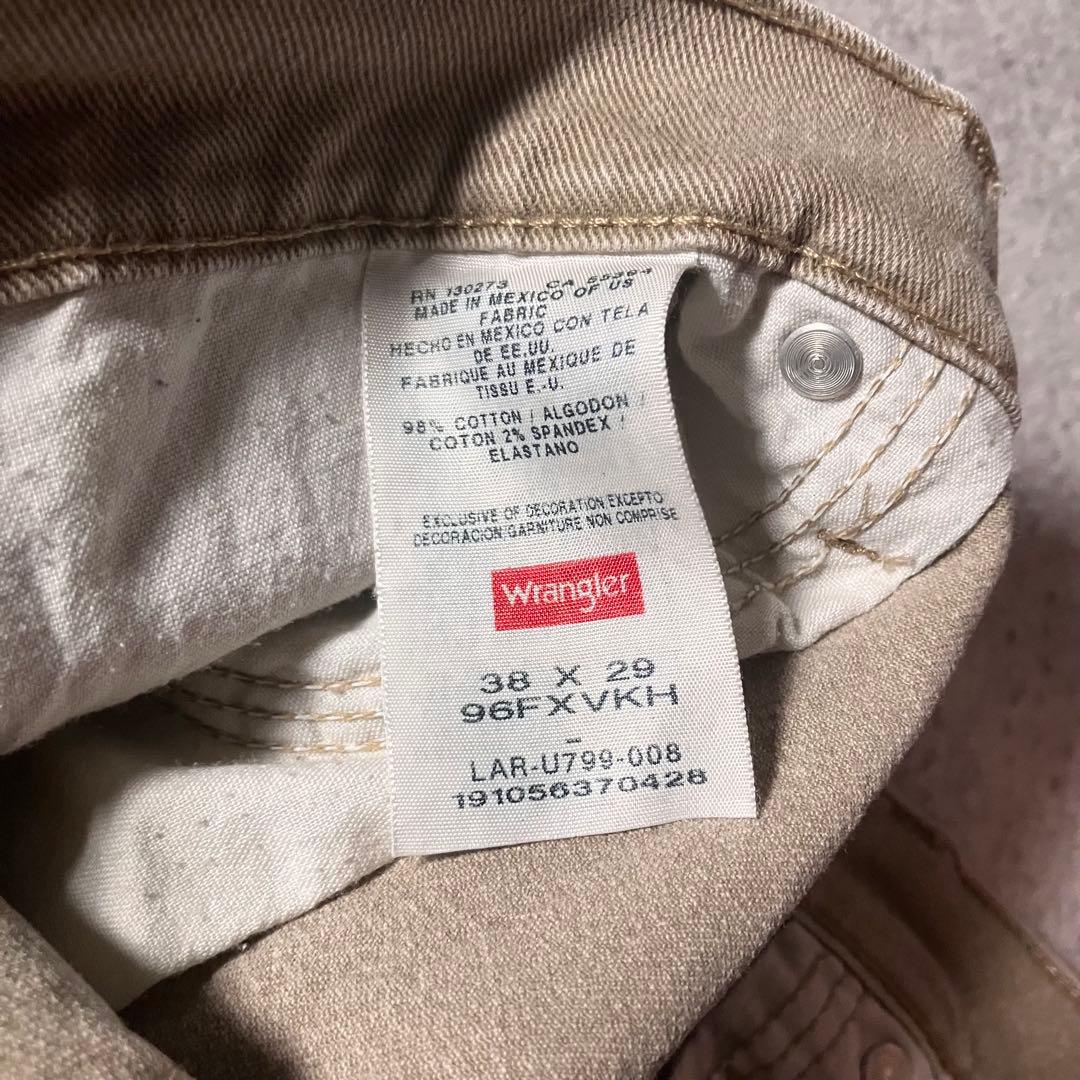 RN 130273 CA 55364
MADE IN MEXICO OF US
FABRIC
HECHO EN MEXICO CON TELA
DE EE.UU.
FABRIQUE AU MEXIQUE DE
TISSU E.-U.
98% COTTON / ALGODON /
COTON 2% SPANDEX /
ELASTANO
EXCLUSIVE OF DECORATION EXCEPTO
DECORACION GARNITURE NON COMPRISE
Wrangler
38 X 29
96FXVKH
-
LAR-U799-008
191056370428